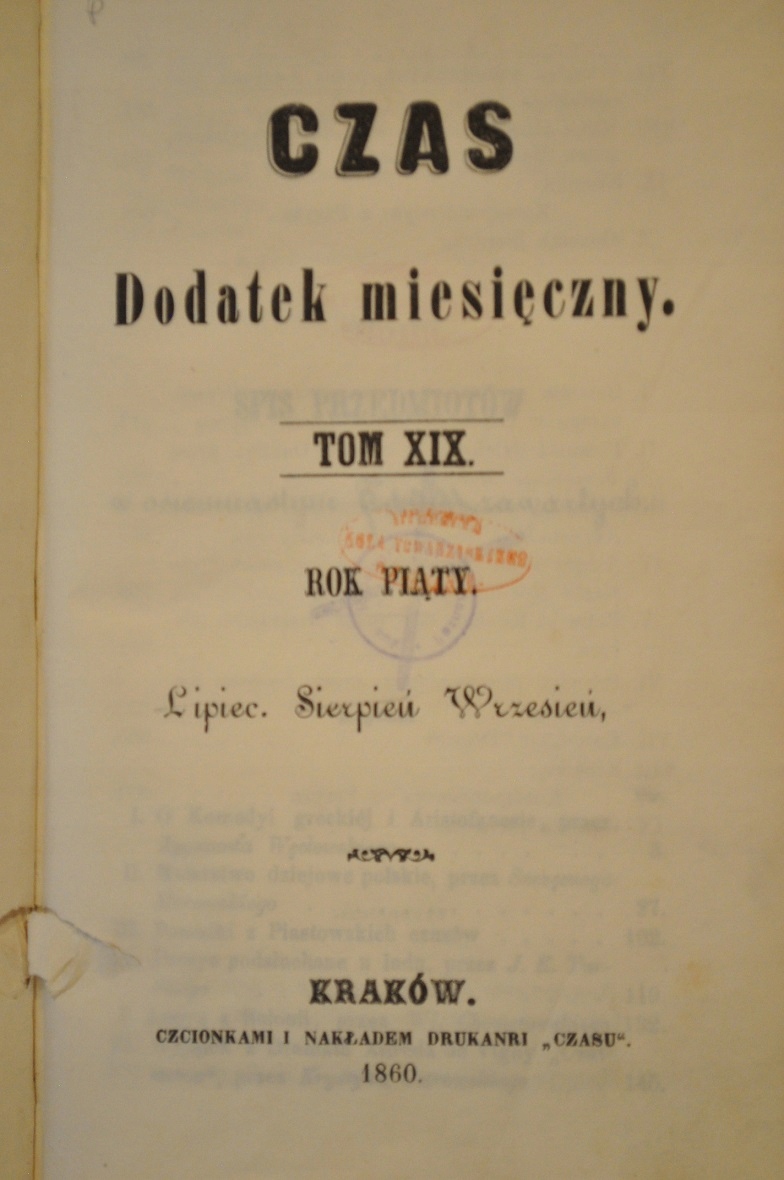 CZAS
Dodatek miesięczny.
TOM XIX.
ROK PIĄTY.
Lipiec. Sierpień Wrzesień,
KRAKÓW.
CZCIONKAMI I NAKŁADEM DRUKANRI „CZASU“.
1860.